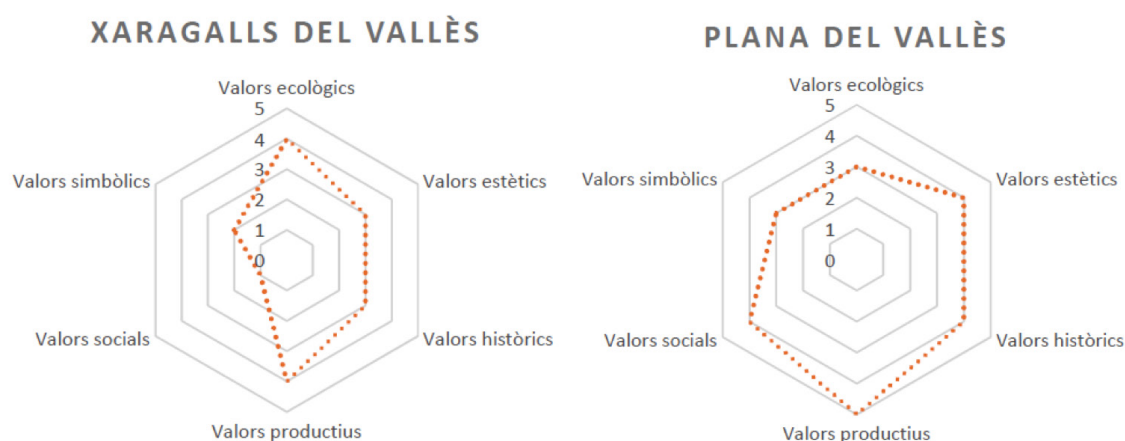 XARAGALLS DEL VALLÈS
Valors ecològics
5
4
3
2
1
0
Valors simbòlics
Valors estètics
Valors socials
Valors històrics
Valors productius
PLANA DEL VALLÈS
Valors ecològics
5
4
3
2
1
0
Valors simbòlics
Valors estètics
Valors socials
Valors històrics
Valors productius